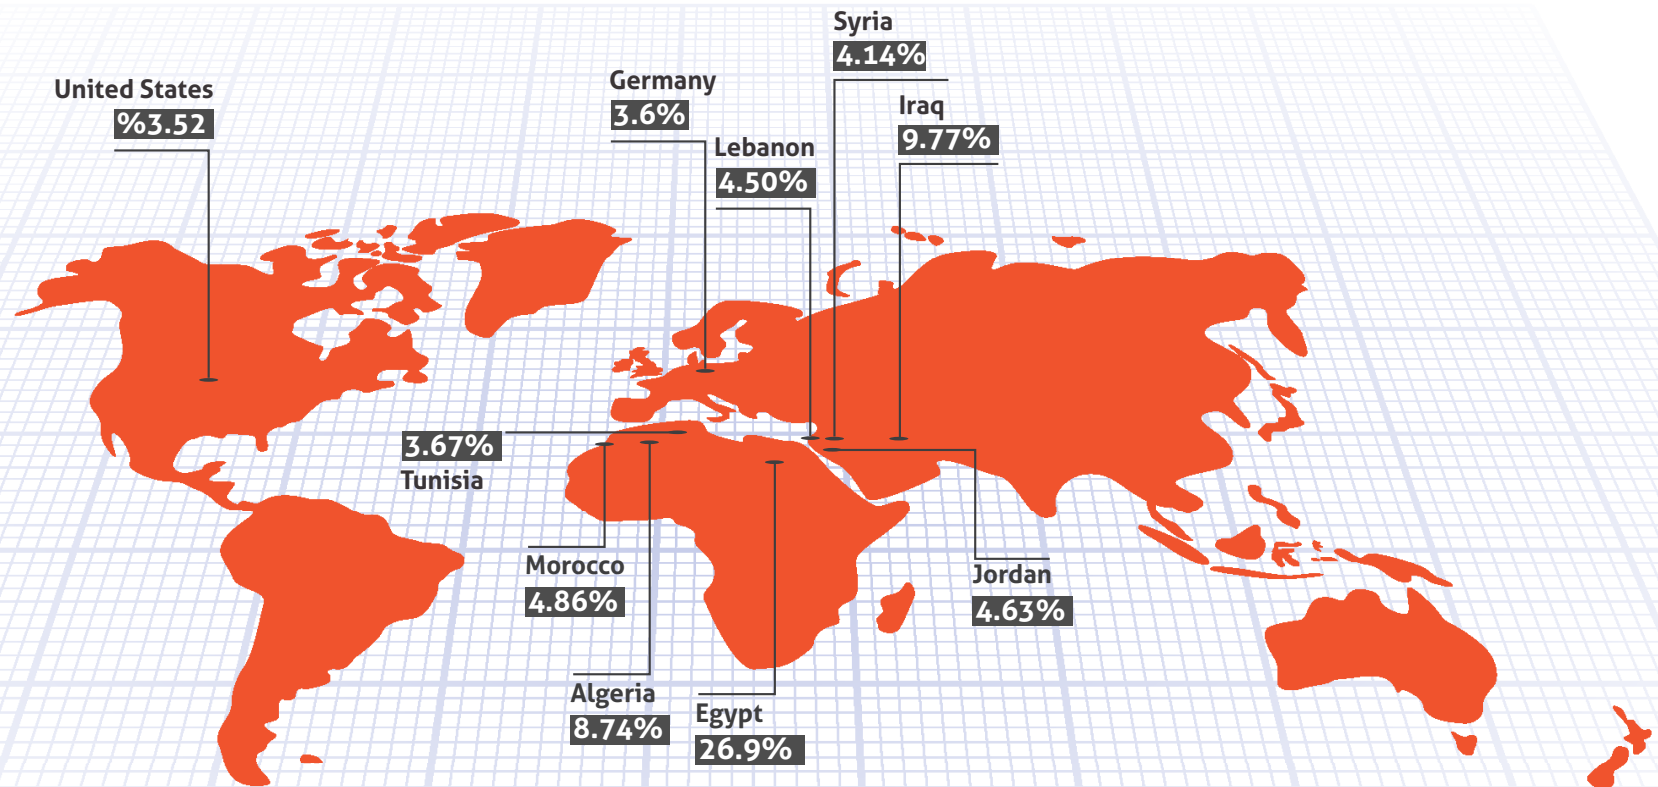 Syria
4.14%
United States
%3.52
Germany
3.6%
Iraq
9.77%
Lebanon
4.50%
3.67%
Tunisia
Morocco
4.86%
Jordan
4.63%
Algeria
8.74%
Egypt
26.9%